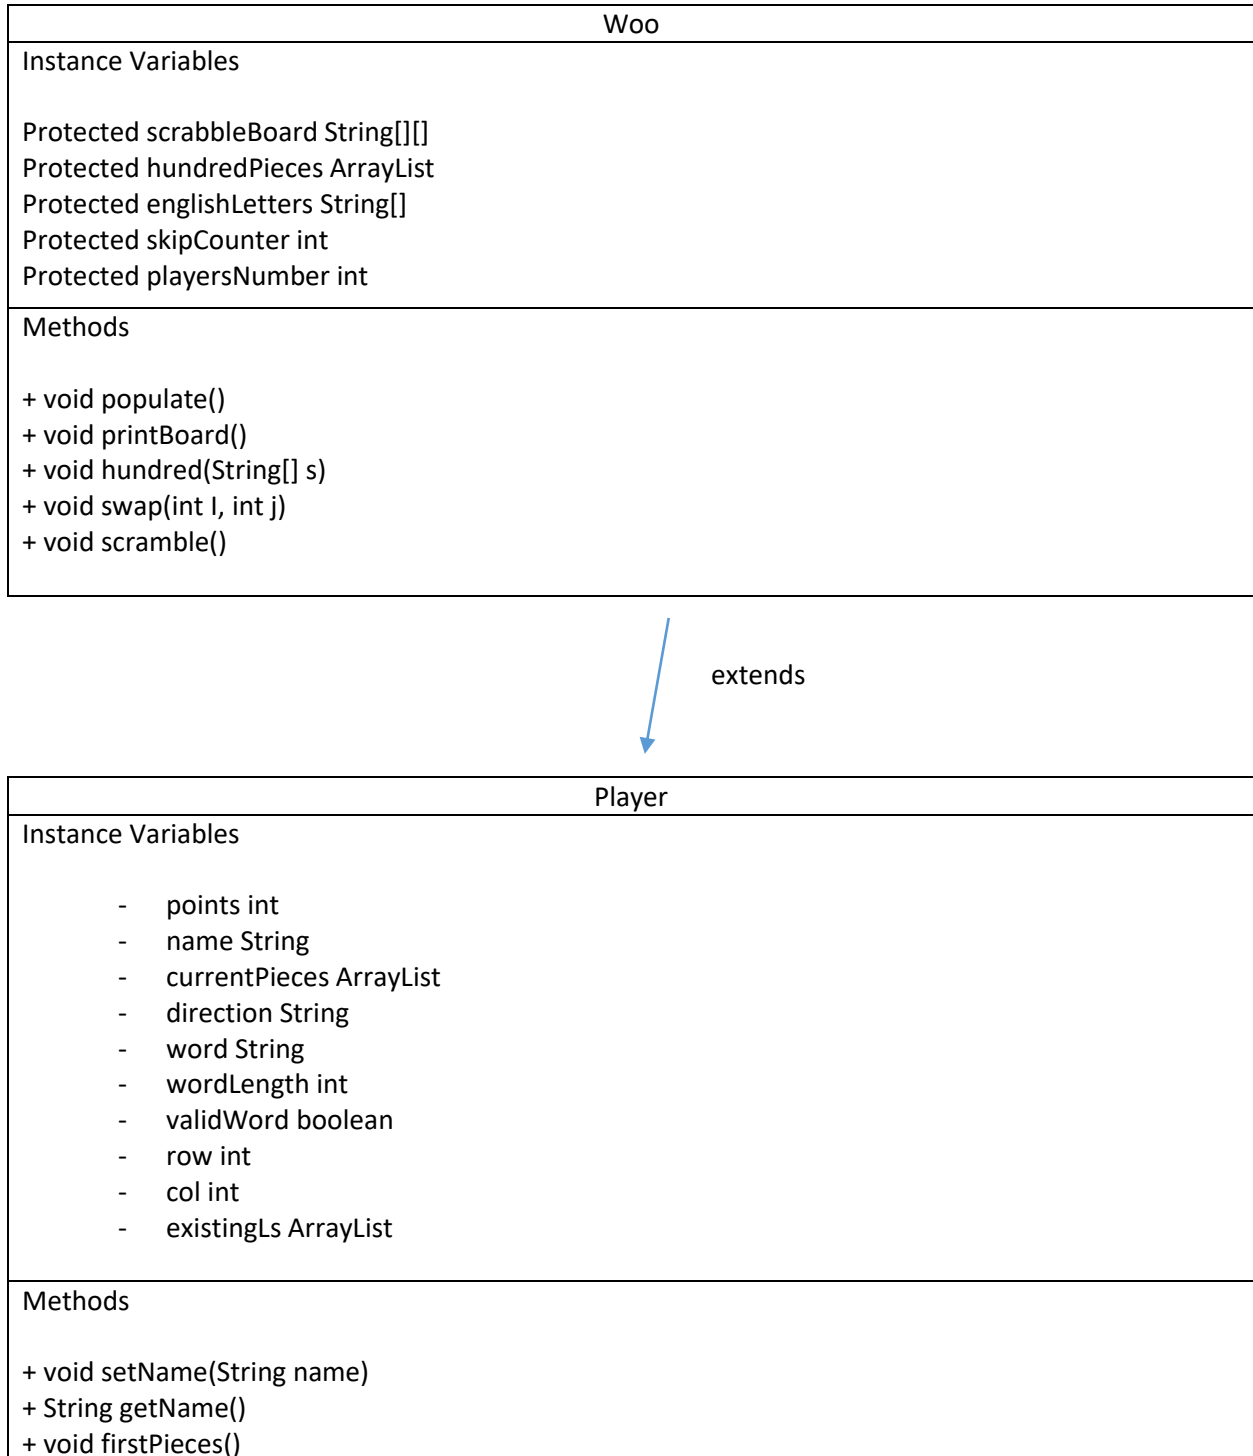 Woo
Instance Variables
Protected scrabbleBoard String[][]
Protected hundredPieces ArrayList
Protected englishLetters String[]
Protected skipCounter int
Protected playersNumber int
Methods
+ void populate()
+ void printBoard()
+ void hundred(String[] s)
+ void swap(int I, int j)
+ void scramble()
extends
Player
Instance Variables
- points int
- name String
- currentPieces ArrayList
- direction String
- word String
- wordLength int
- validWord boolean
- row int
- col int
- existingLs ArrayList
Methods
+ void setName(String name)
+ String getName()
+ void firstPieces()